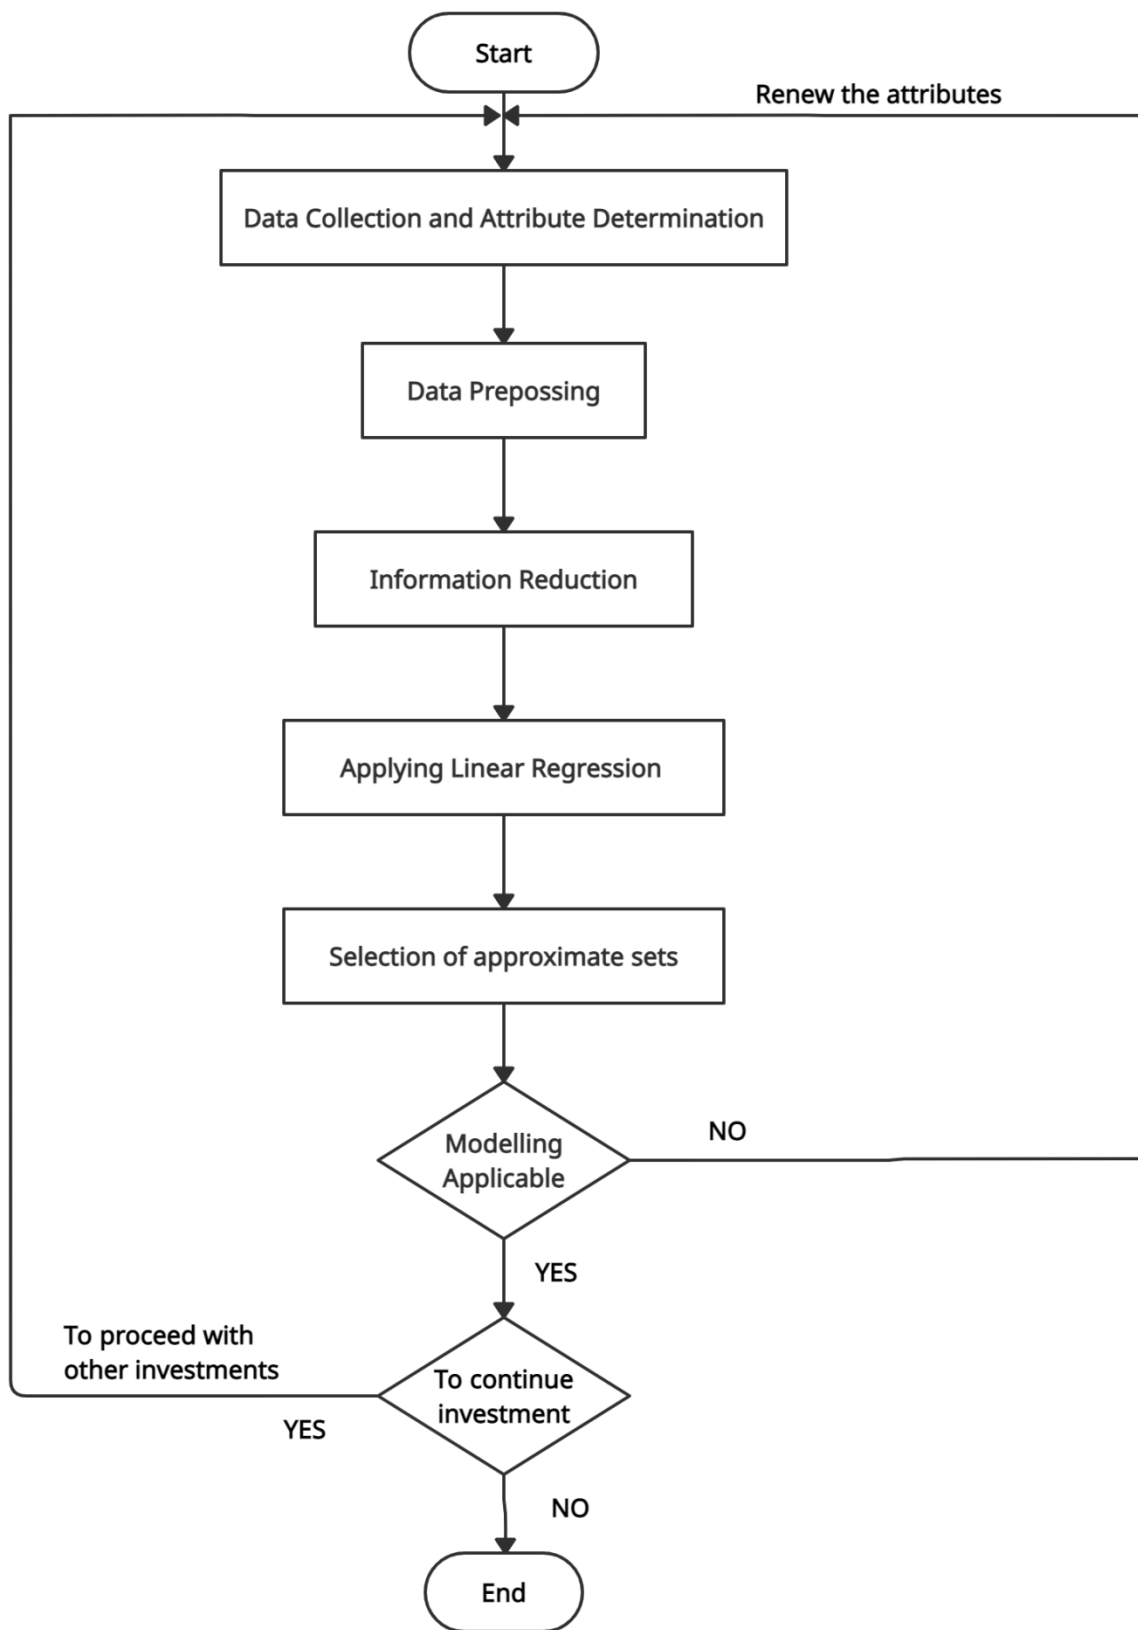 Start
Renew the attributes
Data Collection and Attribute Determination
Data Prepossing
Information Reduction
Applying Linear Regression
Selection of approximate sets
Modelling
Applicable
NO
YES
To proceed with
other investments
To continue
investment
YES
NO
End